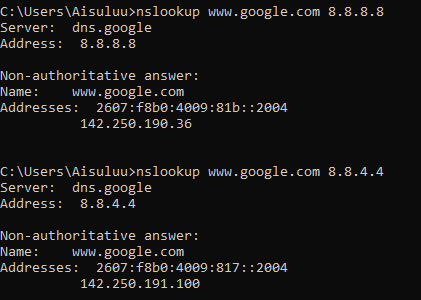 C:\Users\Aisuluu>nslookup www.google.com 8.8.8.8
Server:  dns.google
Address:  8.8.8.8

Non-authoritative answer:
Name:    www.google.com
Addresses:  2607:f8b0:4009:81b::2004
          142.250.190.36

C:\Users\Aisuluu>nslookup www.google.com 8.8.4.4
Server:  dns.google
Address:  8.8.4.4

Non-authoritative answer:
Name:    www.google.com
Addresses:  2607:f8b0:4009:817::2004
          142.250.191.100